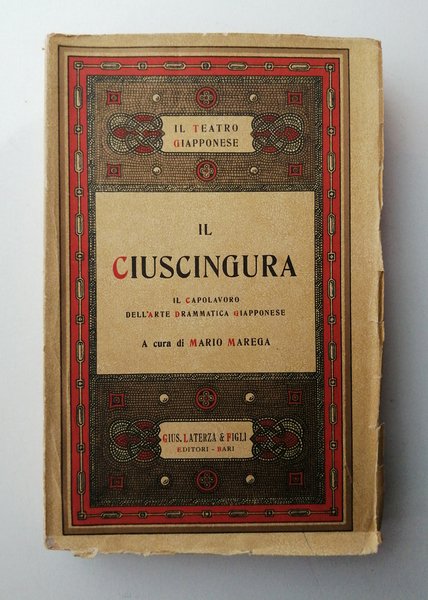 IL TEATRO
GIAPPONESE
IL
CIUSCINGURA
IL CAPOLAVORO
DELL'ARTE DRAMMATICA GIAPPONESE
A cura di MARIO MAREGA
GIUS. LATERZA & FIGLI
EDITORI - BARI